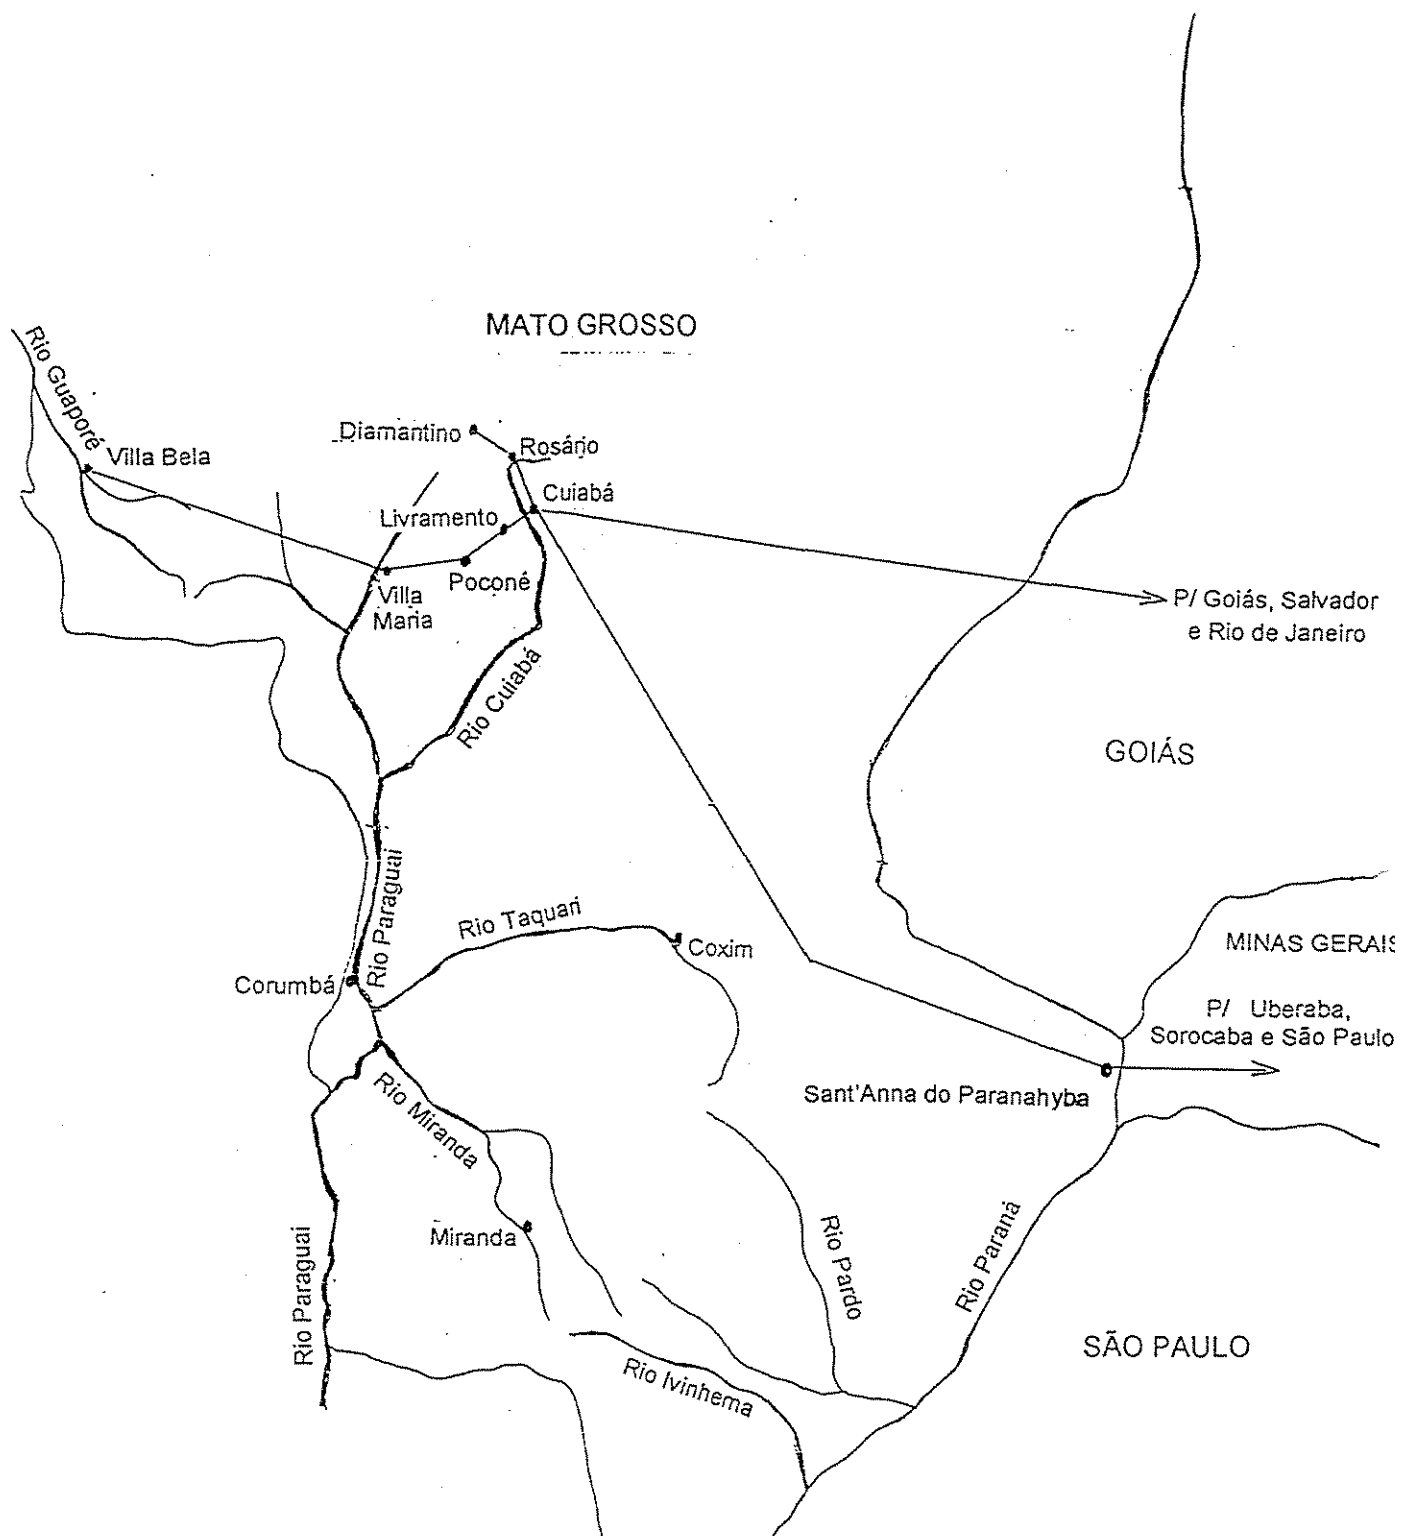 MATO GROSSO
Rio Guaporé
Villa Bela
Diamantino
Rosário
Cuiabá
Livramento
Poconé
Villa
Maria
P/ Goiás, Salvador
e Rio de Janeiro
Rio Cuiabá
GOIÁS
Rio Paraguai
Rio Taquari
Coxim
Corumbá
MINAS GERAIS
P/ Uberaba,
Sorocaba e São Paulo
Sant'Anna do Paranahyba
Rio Miranda
Miranda
Rio Paraguai
Rio Pardo
Rio Paraná
Rio Ivinhema
SÃO PAULO